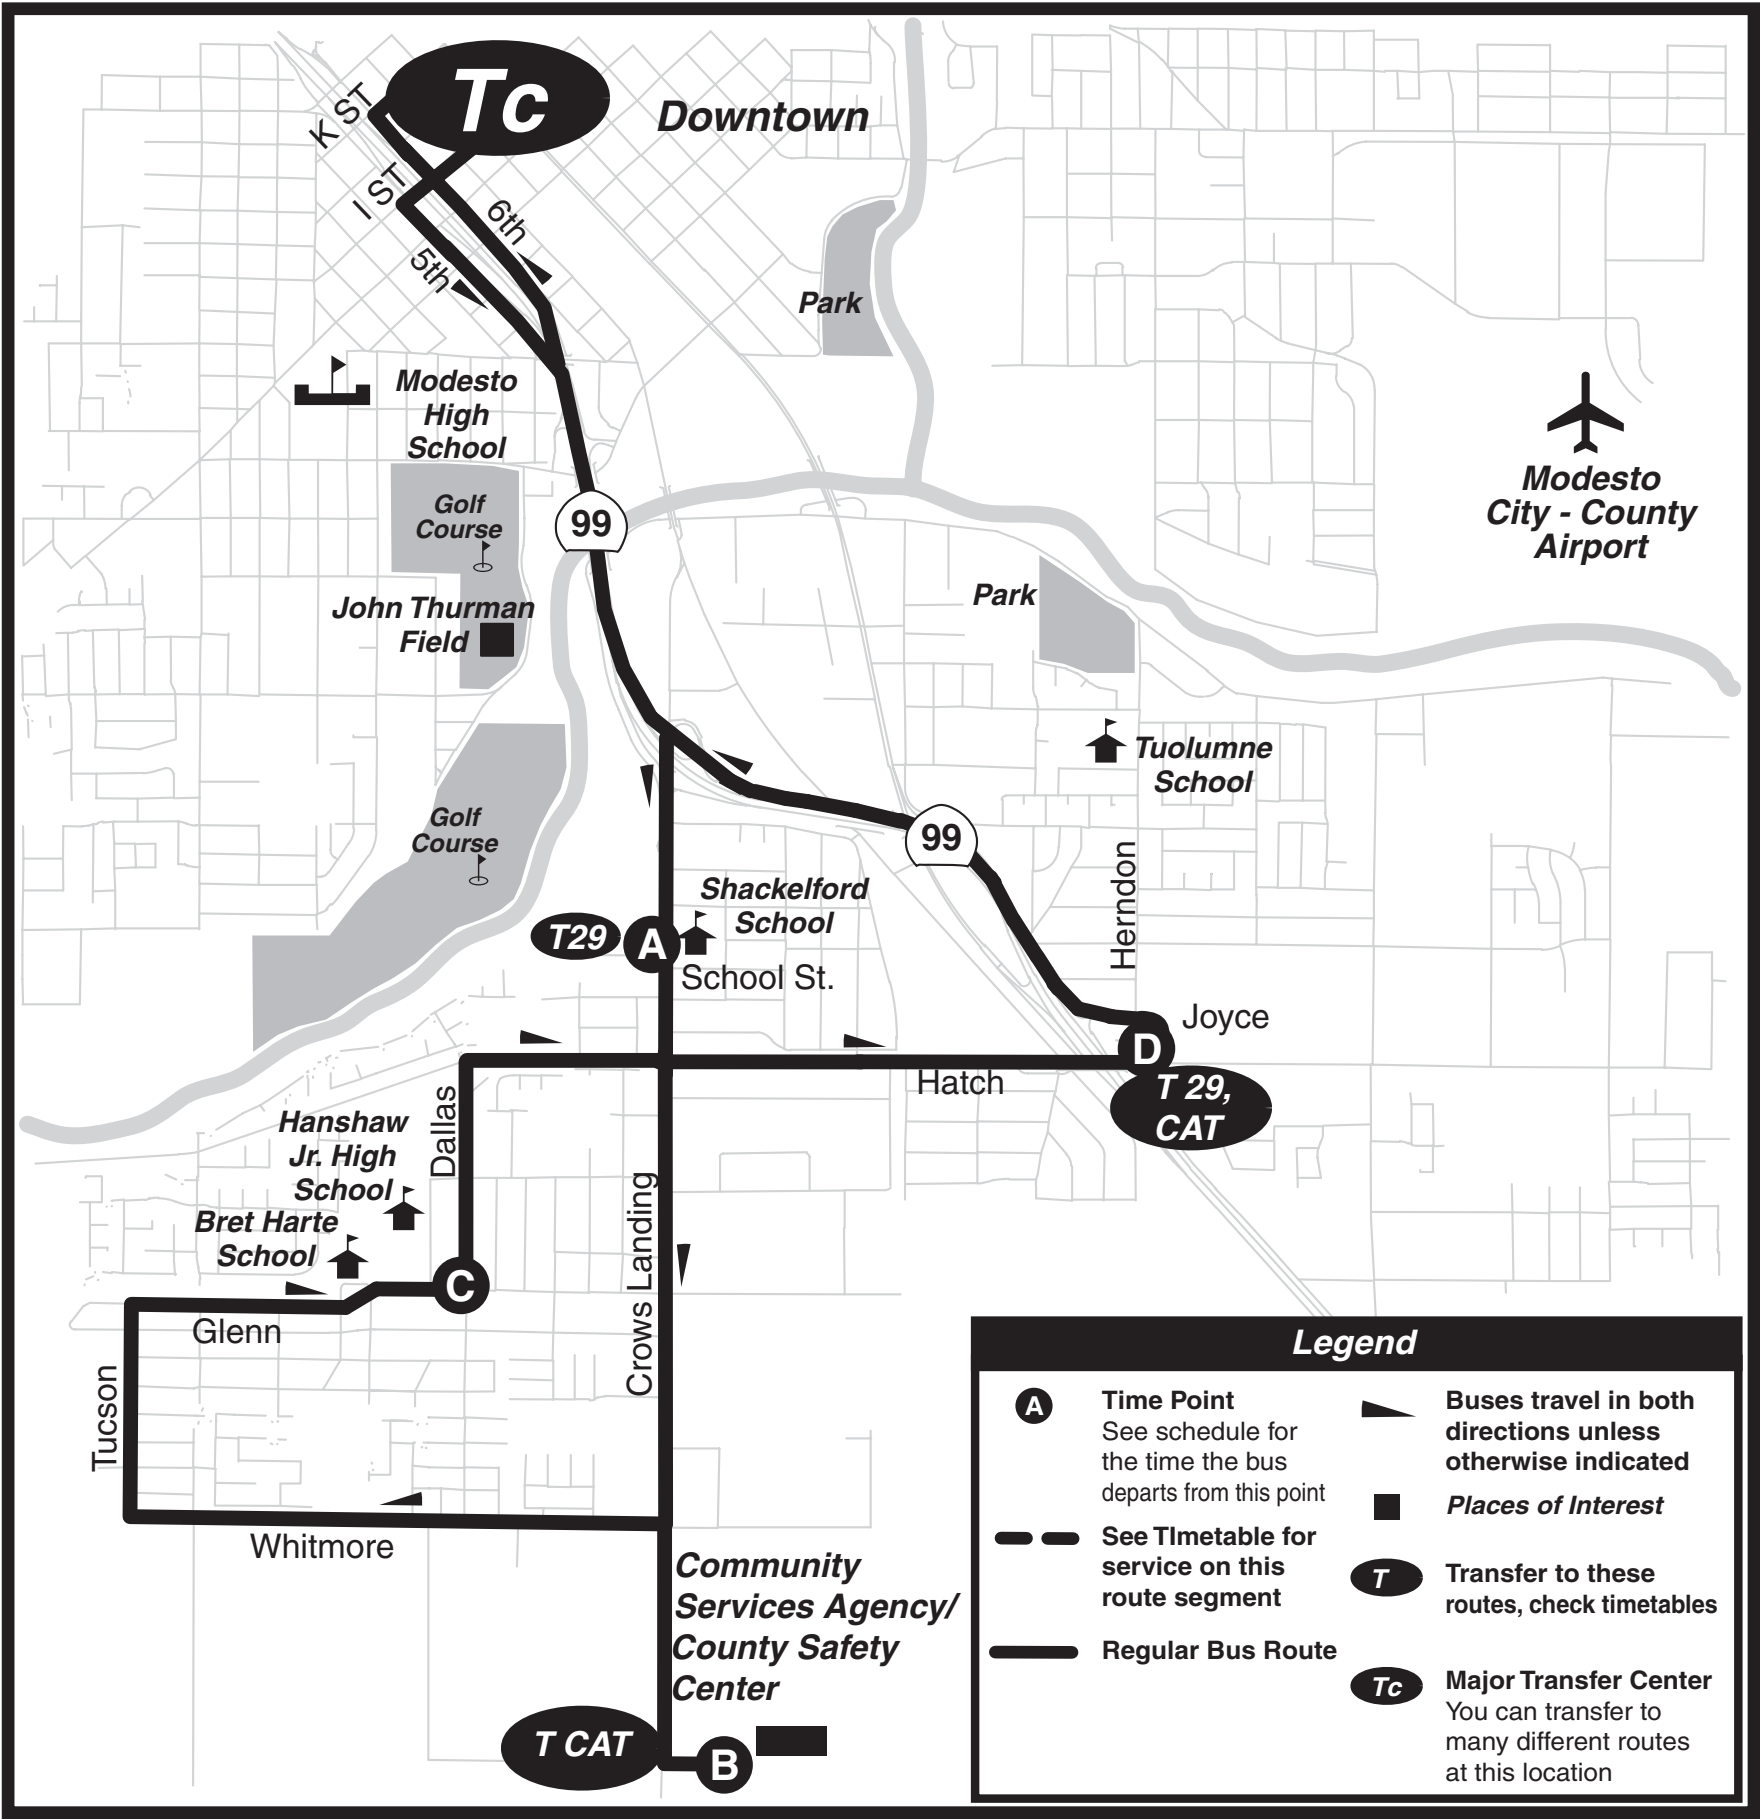 Tc
Downtown
K ST
I ST
6th
5th
Park
Modesto
High
School
Golf
Course
99
Modesto
City - County
Airport
John Thurman
Field
Park
Tuolumne
School
Golf
Course
99
Herndon
Shackelford
School
T29
A
School St.
Joyce
D
Hatch
T 29,
CAT
Dallas
Hanshaw
Jr. High
School
Bret Harte
School
C
Crows Landing
Glenn
Tucson
Whitmore
Community
Services Agency/
County Safety
Center
T CAT
B
Legend
A
Time Point
See schedule for
the time the bus
departs from this point
See TImetable for
service on this
route segment
Regular Bus Route
Buses travel in both
directions unless
otherwise indicated
Places of Interest
T
Transfer to these
routes, check timetables
Tc
Major Transfer Center
You can transfer to
many different routes
at this location